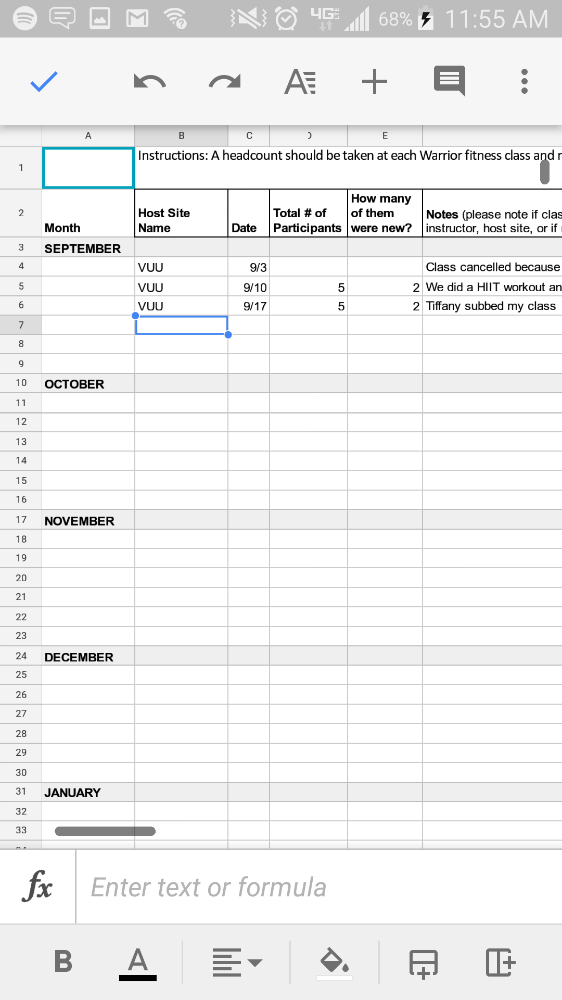 4G LTE 68% 11:55 AM
A B C D E
1 Instructions: A headcount should be taken at each Warrior fitness class and
2 Month Host Site Name Date Total # of Participants How many of them were new? Notes (please note if
instructor, host site, or if
3 SEPTEMBER
4 VUU 9/3 Class cancelled because
5 VUU 9/10 5 2 We did a HIIT workout
6 VUU 9/17 5 2 Tiffany subbed my class
7
8
9
10 OCTOBER
11
12
13
14
15
16
17 NOVEMBER
18
19
20
21
22
23
24 DECEMBER
25
26
27
28
29
30
31 JANUARY
32
33
fx Enter text or formula
B A